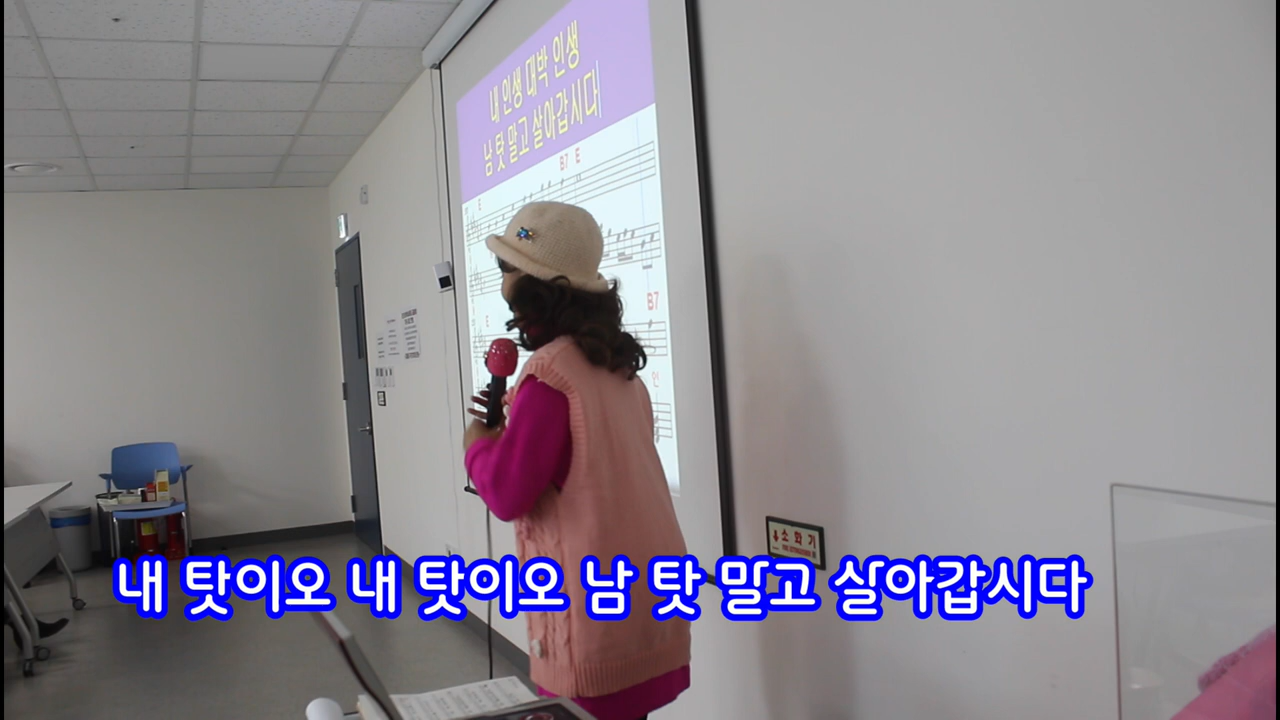 내 인생 대박 인생
남 탓 말고 살아갑시다
B7 E
E
B7
E
소화기
내 탓이오 내 탓이오 남 탓 말고 살아갑시다